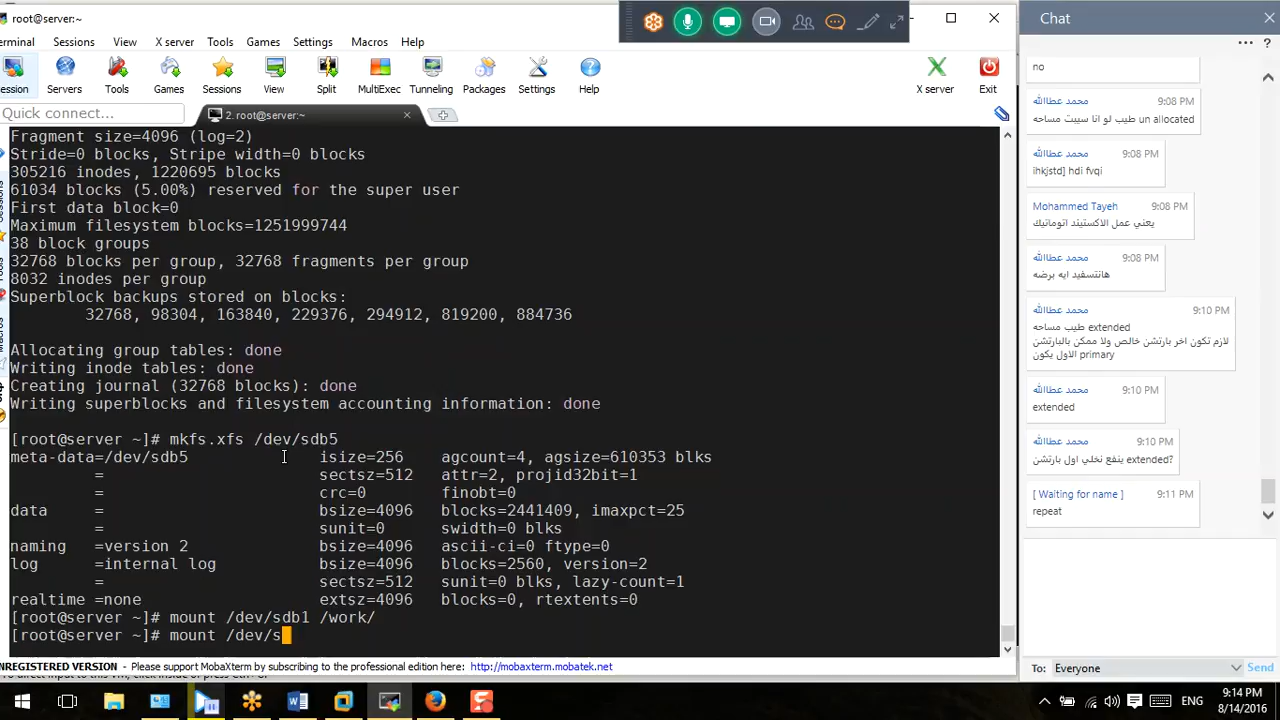 root@server:~
erminal Sessions View X server Tools Games Settings Macros Help
ession Servers Tools Games Sessions View Split MultiExec Tunneling Packages Settings Help X server Exit
Quick connect...
2. root@server:~
Fragment size=4096 (log=2)
Stride=0 blocks, Stripe width=0 blocks
305216 inodes, 1220695 blocks
61034 blocks (5.00%) reserved for the super user
First data block=0
Maximum filesystem blocks=1251999744
38 block groups
32768 blocks per group, 32768 fragments per group
8032 inodes per group
Superblock backups stored on blocks:
32768, 98304, 163840, 229376, 294912, 819200, 884736
Allocating group tables: done
Writing inode tables: done
Creating journal (32768 blocks): done
Writing superblocks and filesystem accounting information: done
[root@server ~]# mkfs.xfs /dev/sdb5
meta-data=/dev/sdb5 isize=256 agcount=4, agsize=610353 blks
= sectsz=512 attr=2, projid32bit=1
= crc=0 finobt=0
data = bsize=4096 blocks=2441409, imaxpct=25
= sunit=0 swidth=0 blks
naming =version 2 bsize=4096 ascii-ci=0 ftype=0
log =internal log bsize=4096 blocks=2560, version=2
= sectsz=512 sunit=0 blks, lazy-count=1
realtime =none extsz=4096 blocks=0, rtextents=0
[root@server ~]# mount /dev/sdb1 /work/
[root@server ~]# mount /dev/s
NREGISTERED VERSION - Please support MobaXterm by subscribing to the professional edition here: http://mobaxterm.mobatek.net
Chat
no
محمد عطاالله 9:08 PM
طيب لو انا سيبت مساحه un allocated
محمد عطاالله 9:08 PM
ihkjstd] hdi fvqi
Mohammed Tayeh 9:08 PM
يعني عمل الاكستيند اتوماتيك
محمد عطاالله 9:08 PM
هانتسفيد ايه برضه
محمد عطاالله 9:10 PM
طيب مساحه extended
لازم تكون اخر بارتشن خالص ولا ممكن بالبارتشن
الاول يكون primary
محمد عطاالله 9:10 PM
extended
محمد عطاالله 9:10 PM
ينفع نخلي اول بارتشن extended?
[ Waiting for name ] 9:11 PM
repeat
To: Everyone Send
ENG
9:14 PM
8/14/2016